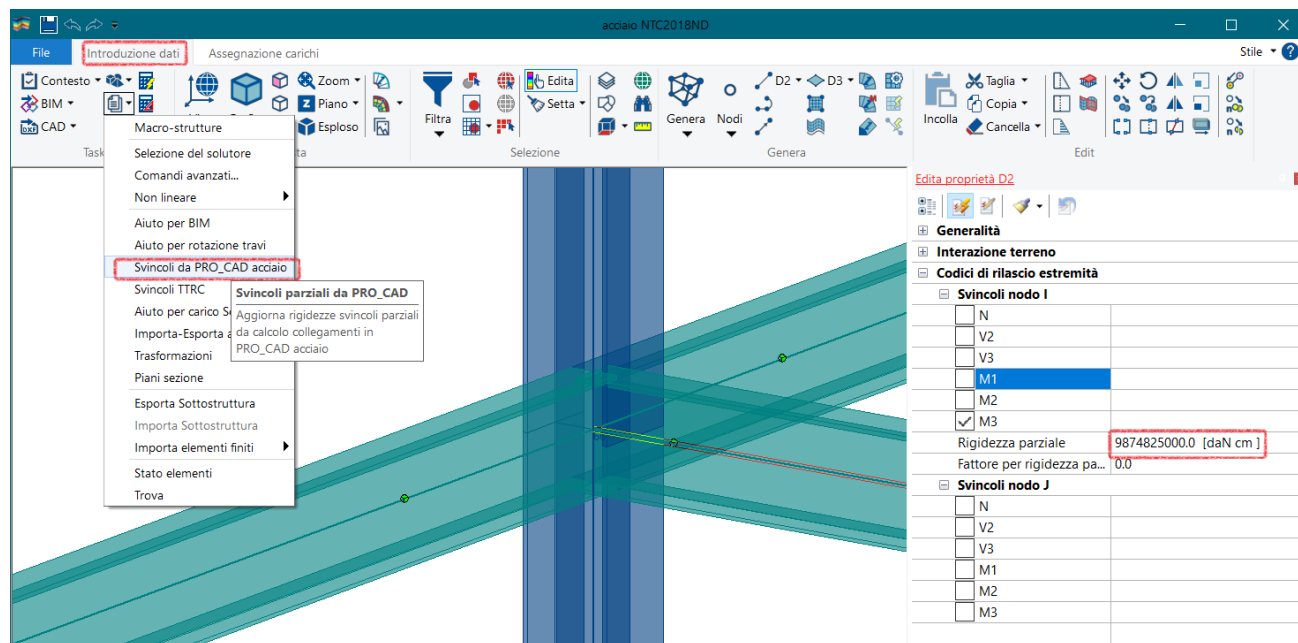 acciaio NTC2018ND
File
Introduzione dati
Assegnazione carichi
Stile
Contesto
BIM
CAD
Zoom
Piano
Esploso
Filtra
Edita
Setta
Genera
Nodi
D2
D3
Incolla
Taglia
Copia
Cancella
Task
ta
Selezione
Genera
Edit
Macro-strutture
Selezione del solutore
Comandi avanzati...
Non lineare
Aiuto per BIM
Aiuto per rotazione travi
Svincoli da PRO_CAD acciaio
Svincoli TTRC
Aiuto per carico S
Importa-Esporta a
Trasformazioni
Piani sezione
Esporta Sottostruttura
Importa Sottostruttura
Importa elementi finiti
Stato elementi
Trova
Svincoli parziali da PRO_CAD
Aggiorna rigidezze svincoli parziali
da calcolo collegamenti in
PRO_CAD acciaio
Edita proprietà D2
Generalità
Interazione terreno
Codici di rilascio estremità
Svincoli nodo I
N
V2
V3
M1
M2
M3
Rigidezza parziale 9874825000.0 [daN cm ]
Fattore per rigidezza pa... 0.0
Svincoli nodo J
N
V2
V3
M1
M2
M3